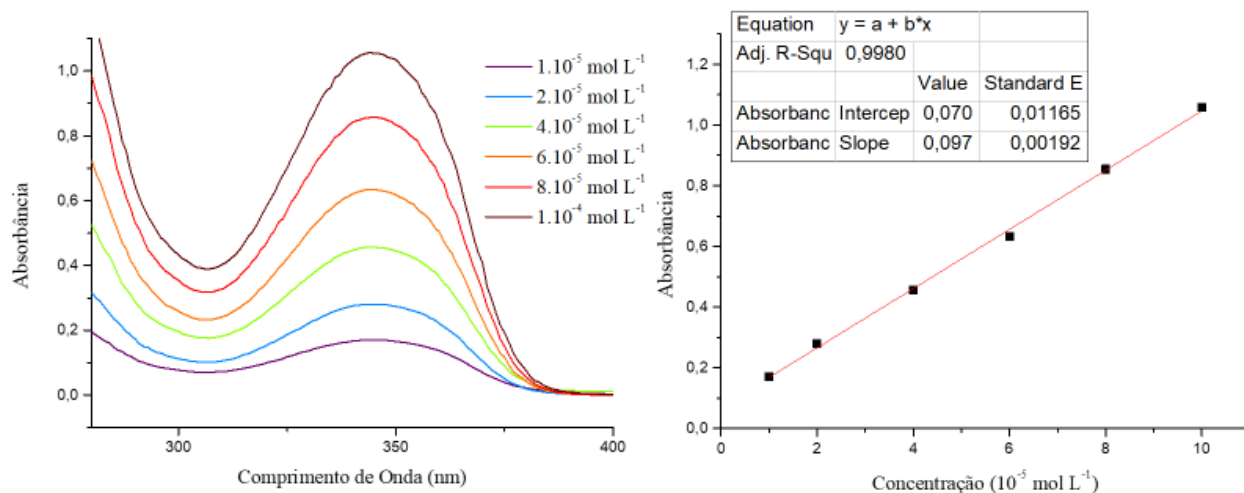 1,0
0,8
0,6
0,4
0,2
0,0
Absorbância
300
350
400
Comprimento de Onda (nm)
1.10⁻⁵ mol L⁻¹
2.10⁻⁵ mol L⁻¹
4.10⁻⁵ mol L⁻¹
6.10⁻⁵ mol L⁻¹
8.10⁻⁵ mol L⁻¹
1.10⁻⁴ mol L⁻¹
Equation y = a + b*x
Adj. R-Squ 0,9980
Value Standard E
Absorbanc Intercep 0,070 0,01165
Absorbanc Slope 0,097 0,00192
1,2
1,0
0,8
0,6
0,4
0,2
0,0
Absorbância
0 2 4 6 8 10
Concentração (10⁻⁵ mol L⁻¹)